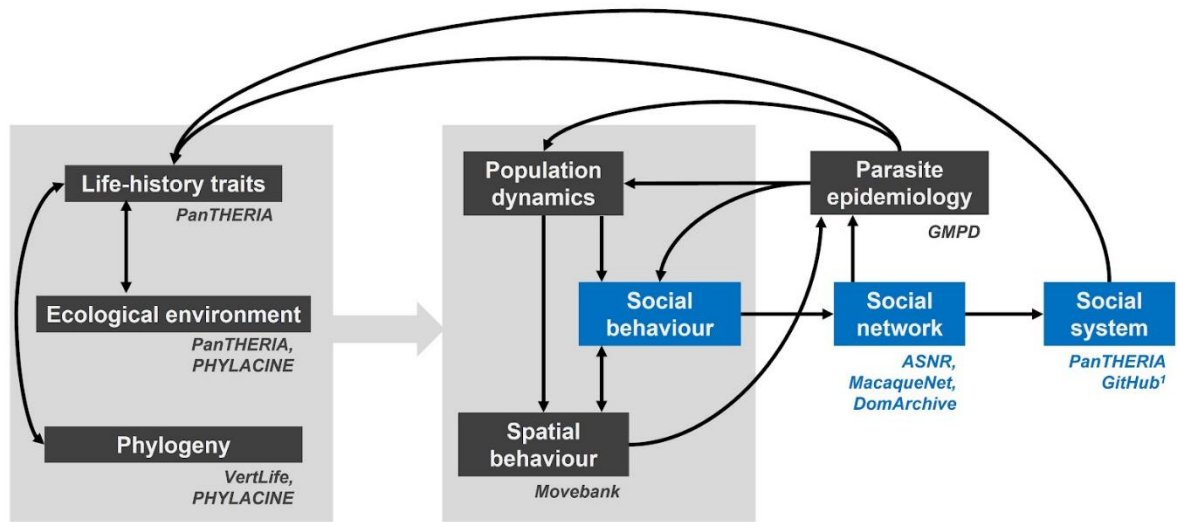 Life-history traits
PanTHERIA
Ecological environment
PanTHERIA,
PHYLACINE
Phylogeny
VertLife,
PHYLACINE
Population
dynamics
Social
behaviour
Spatial
behaviour
Movebank
Parasite
epidemiology
GMPD
Social
network
ASNR,
MacaqueNet,
DomArchive
Social
system
PanTHERIA
GitHub¹